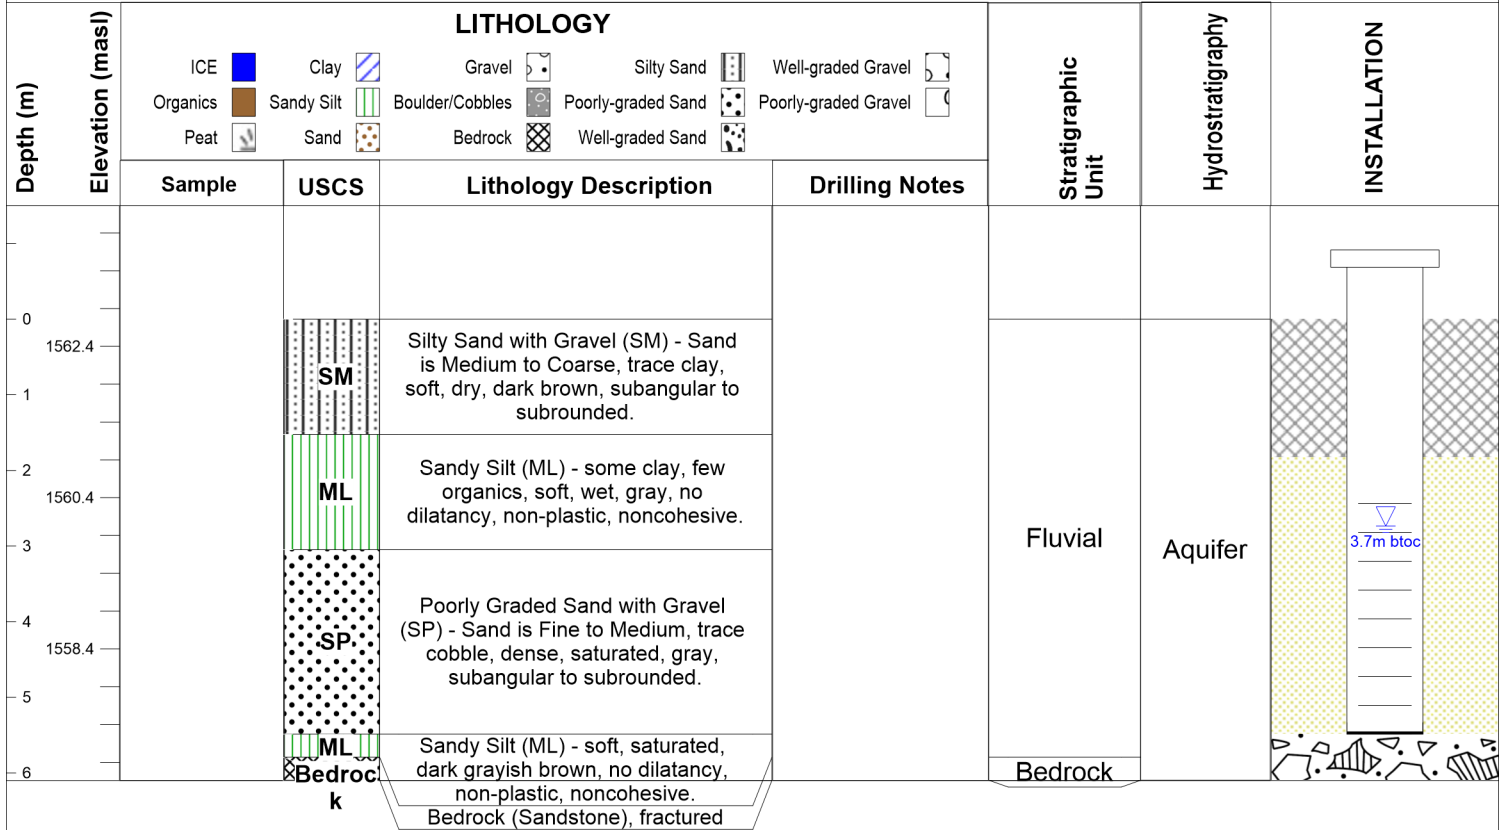 LITHOLOGY
ICE
Clay
Gravel
Silty Sand
Well-graded Gravel
Organics
Sandy Silt
Boulder/Cobbles
Poorly-graded Sand
Poorly-graded Gravel
Peat
Sand
Bedrock
Well-graded Sand
Depth (m)
Elevation (masl)
Sample
USCS
Lithology Description
Drilling Notes
Stratigraphic
Unit
Hydrostratigraphy
INSTALLATION
0
1562.4
1
2
1560.4
3
4
1558.4
5
6
SM
Silty Sand with Gravel (SM) - Sand
is Medium to Coarse, trace clay,
soft, dry, dark brown, subangular to
subrounded.
ML
Sandy Silt (ML) - some clay, few
organics, soft, wet, gray, no
dilatancy, non-plastic, noncohesive.
SP
Poorly Graded Sand with Gravel
(SP) - Sand is Fine to Medium, trace
cobble, dense, saturated, gray,
subangular to subrounded.
ML
Sandy Silt (ML) - soft, saturated,
dark grayish brown, no dilatancy,
non-plastic, noncohesive.
Bedroc
k
Bedrock (Sandstone), fractured
Fluvial
Bedrock
Aquifer
3.7m btoc